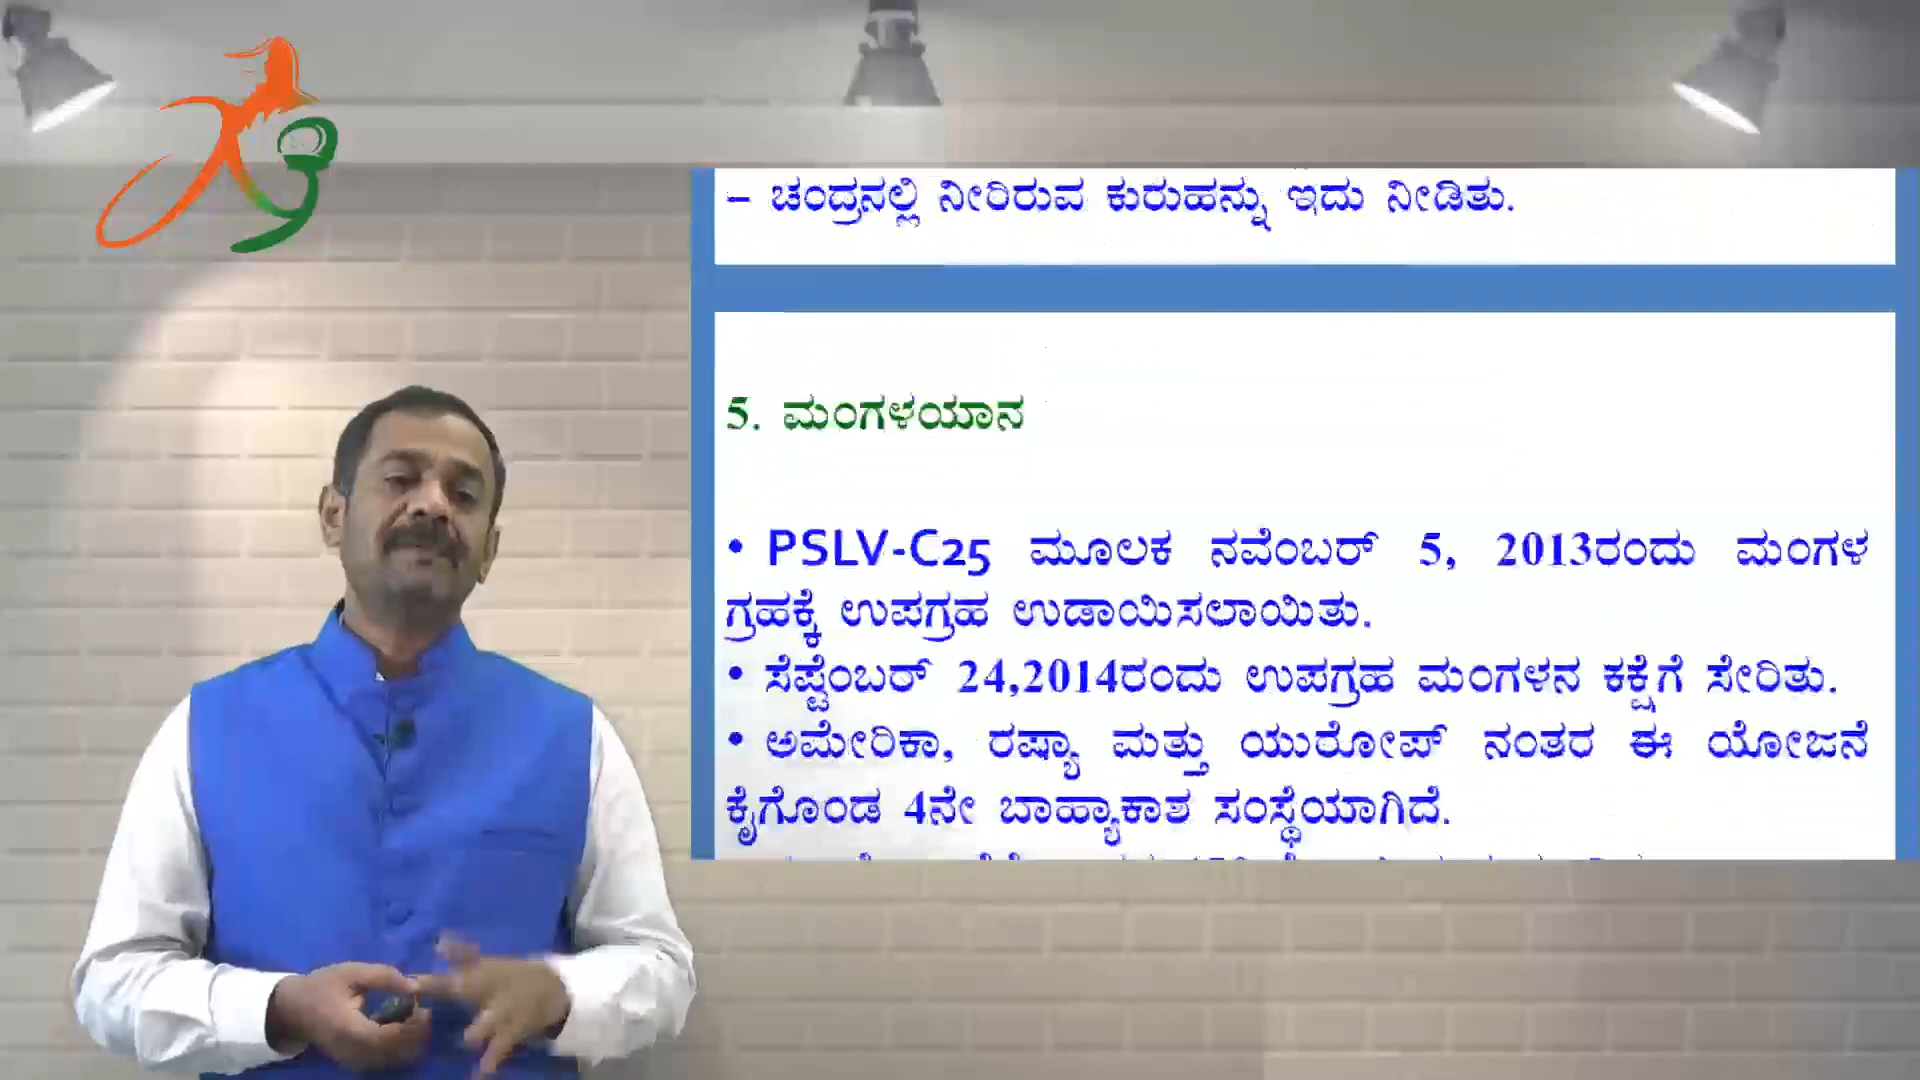 – ಚಂದ್ರನಲ್ಲಿ ನೀರಿರುವ ಕುರುಹನ್ನು ಇದು ನೀಡಿತು.
5. ಮಂಗಳಯಾನ
• PSLV-C25 ಮೂಲಕ ನವೆಂಬರ್ 5, 2013ರಂದು ಮಂಗಳ
ಗ್ರಹಕ್ಕೆ ಉಪಗ್ರಹ ಉಡಾಯಿಸಲಾಯಿತು.
• ಸೆಪ್ಟೆಂಬರ್ 24,2014ರಂದು ಉಪಗ್ರಹ ಮಂಗಳನ ಕಕ್ಷೆಗೆ ಸೇರಿತು.
• ಅಮೇರಿಕಾ, ರಷ್ಯಾ ಮತ್ತು ಯುರೋಪ್ ನಂತರ ಈ ಯೋಜನೆ
ಕೈಗೊಂಡ 4ನೇ ಬಾಹ್ಯಾಕಾಶ ಸಂಸ್ಥೆಯಾಗಿದೆ.